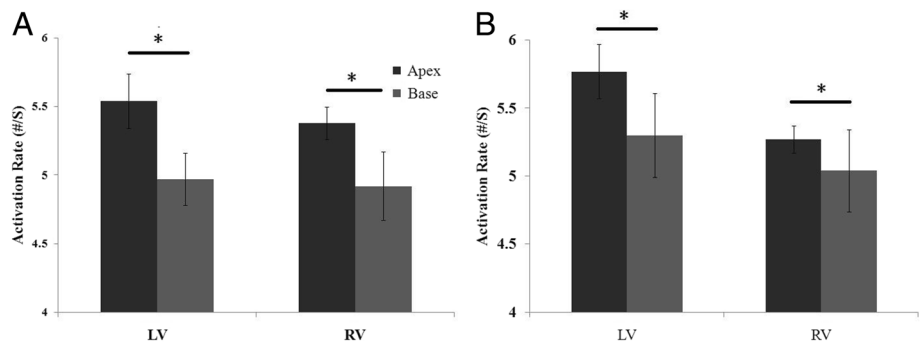 A
Activation Rate (#/S)
6
5.5
5
4.5
4
*
*
Apex
Base
LV
RV
B
Activation Rate (#/S)
6
5.5
5
4.5
4
*
*
LV
RV